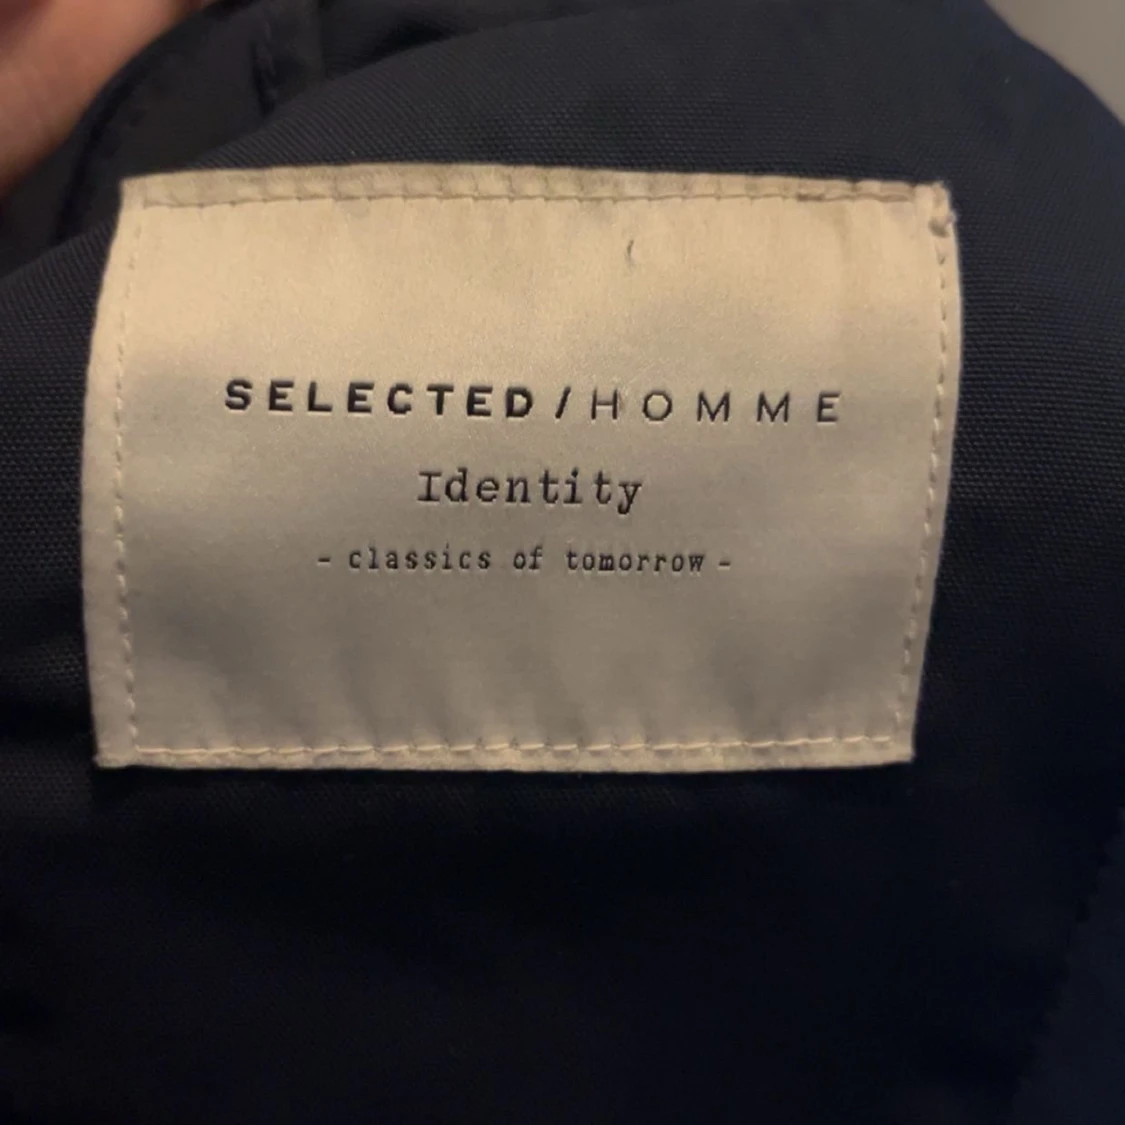 SELECTED/HOMME
Identity
- classics of tomorrow -